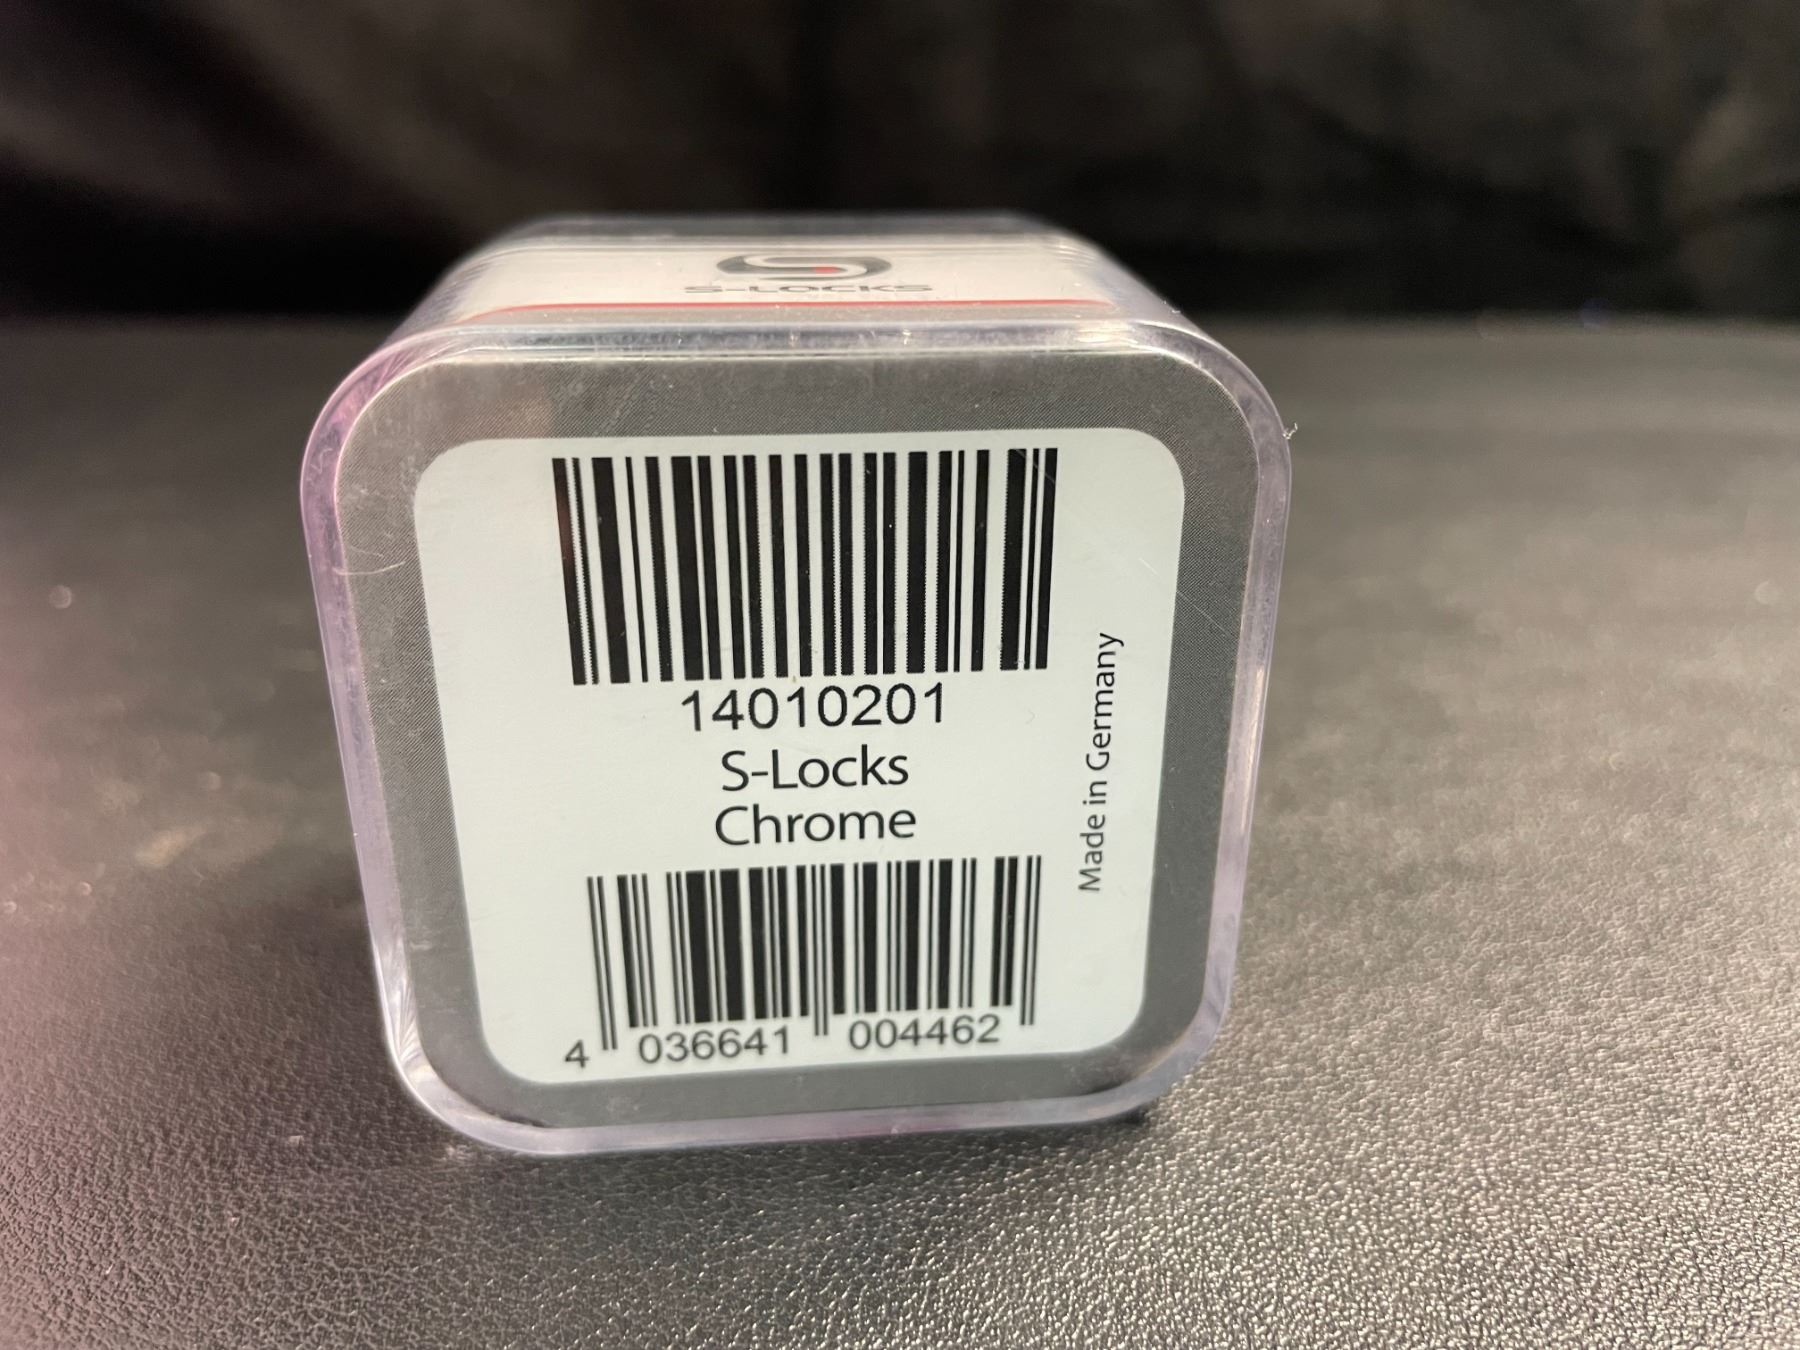 S-LOCKS
14010201
S-Locks
Chrome
Made in Germany
4 036641 004462